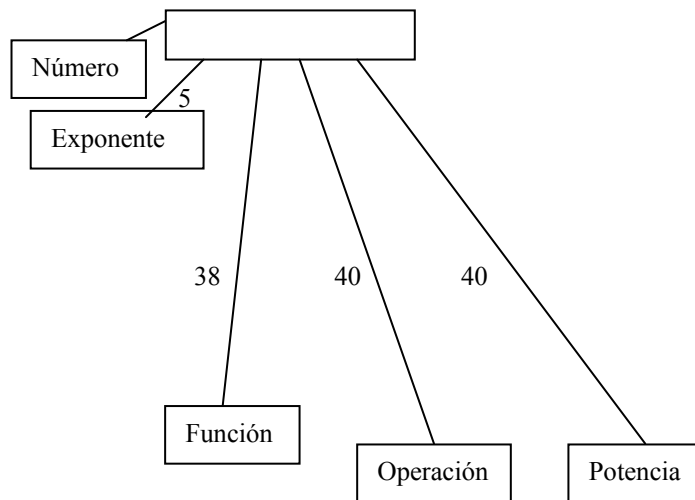 Número
5
Exponente
38
40
40
Función
Operación
Potencia